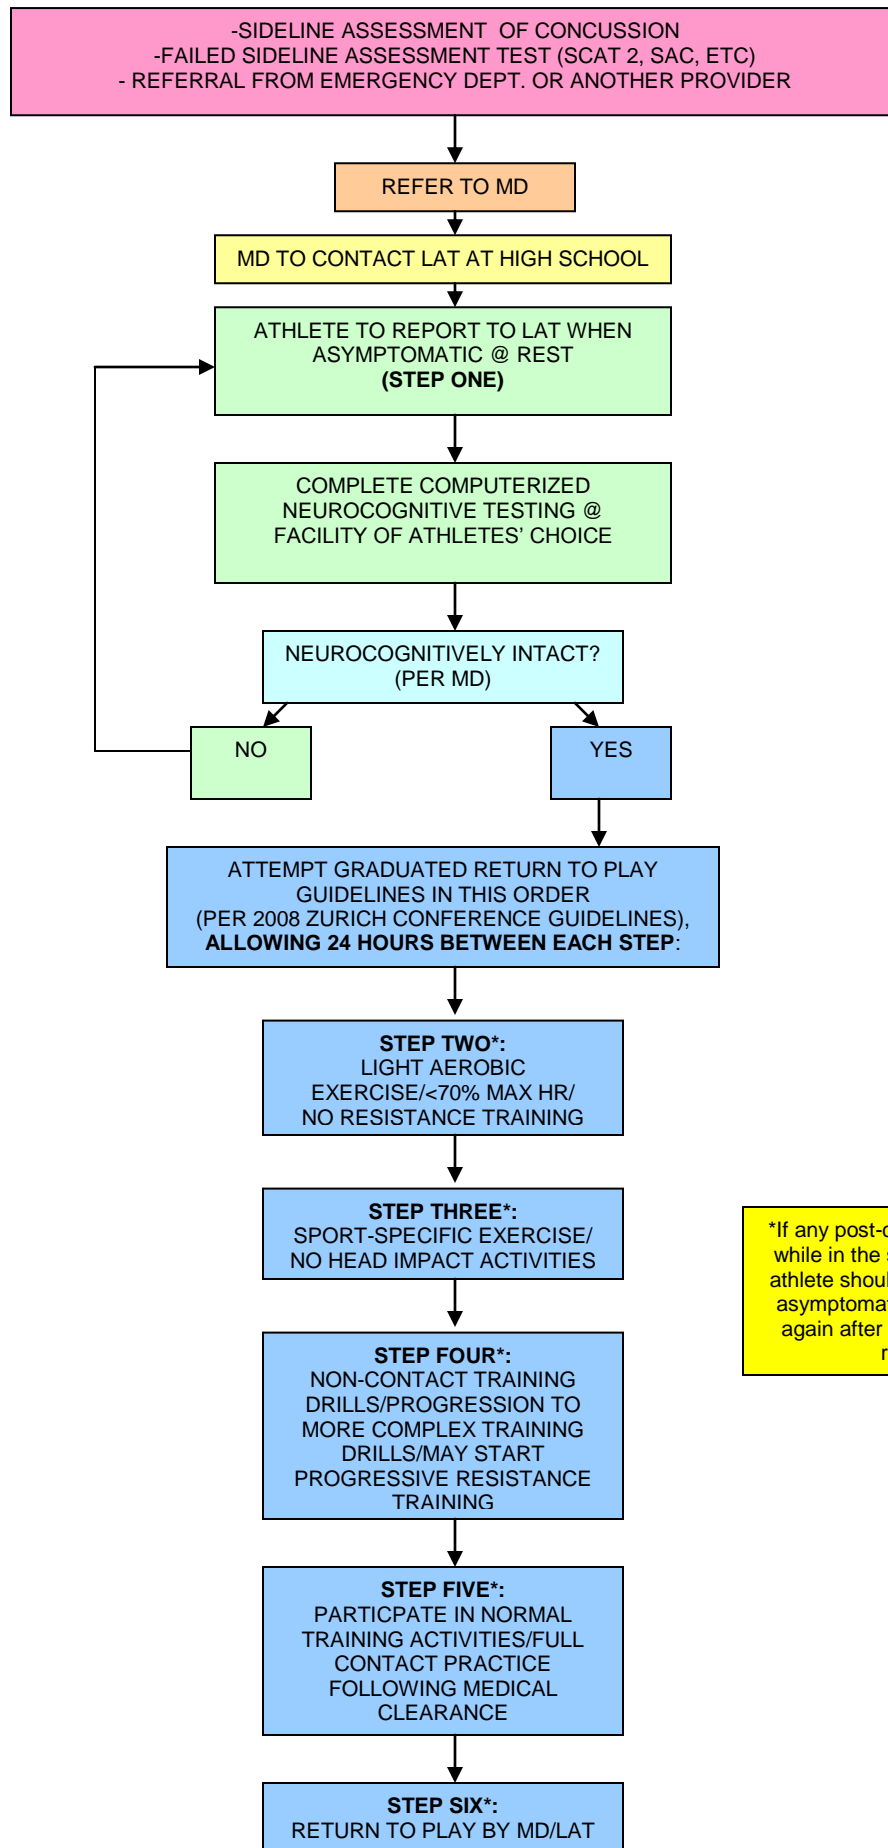 -SIDELINE ASSESSMENT OF CONCUSSION
-FAILED SIDELINE ASSESSMENT TEST (SCAT 2, SAC, ETC)
- REFERRAL FROM EMERGENCY DEPT. OR ANOTHER PROVIDER
REFER TO MD
MD TO CONTACT LAT AT HIGH SCHOOL
ATHLETE TO REPORT TO LAT WHEN
ASYMPTOMATIC @ REST
(STEP ONE)
COMPLETE COMPUTERIZED
NEUROCOGNITIVE TESTING @
FACILITY OF ATHLETES’ CHOICE
NEUROCOGNITIVELY INTACT?
(PER MD)
NO
YES
ATTEMPT GRADUATED RETURN TO PLAY
GUIDELINES IN THIS ORDER
(PER 2008 ZURICH CONFERENCE GUIDELINES),
ALLOWING 24 HOURS BETWEEN EACH STEP:
STEP TWO*:
LIGHT AEROBIC
EXERCISE/<70% MAX HR/
NO RESISTANCE TRAINING
STEP THREE*:
SPORT-SPECIFIC EXERCISE/
NO HEAD IMPACT ACTIVITIES
*If any post-
while in the
athlete
again after
STEP FOUR*:
NON-CONTACT TRAINING
DRILLS/PROGRESSION TO
MORE COMPLEX TRAINING
DRILLS/MAY START
PROGRESSIVE RESISTANCE
TRAINING
STEP FIVE*:
PARTICPATE IN NORMAL
TRAINING ACTIVITIES/FULL
CONTACT PRACTICE
FOLLOWING MEDICAL
CLEARANCE
STEP SIX*:
RETURN TO PLAY BY MD/LAT